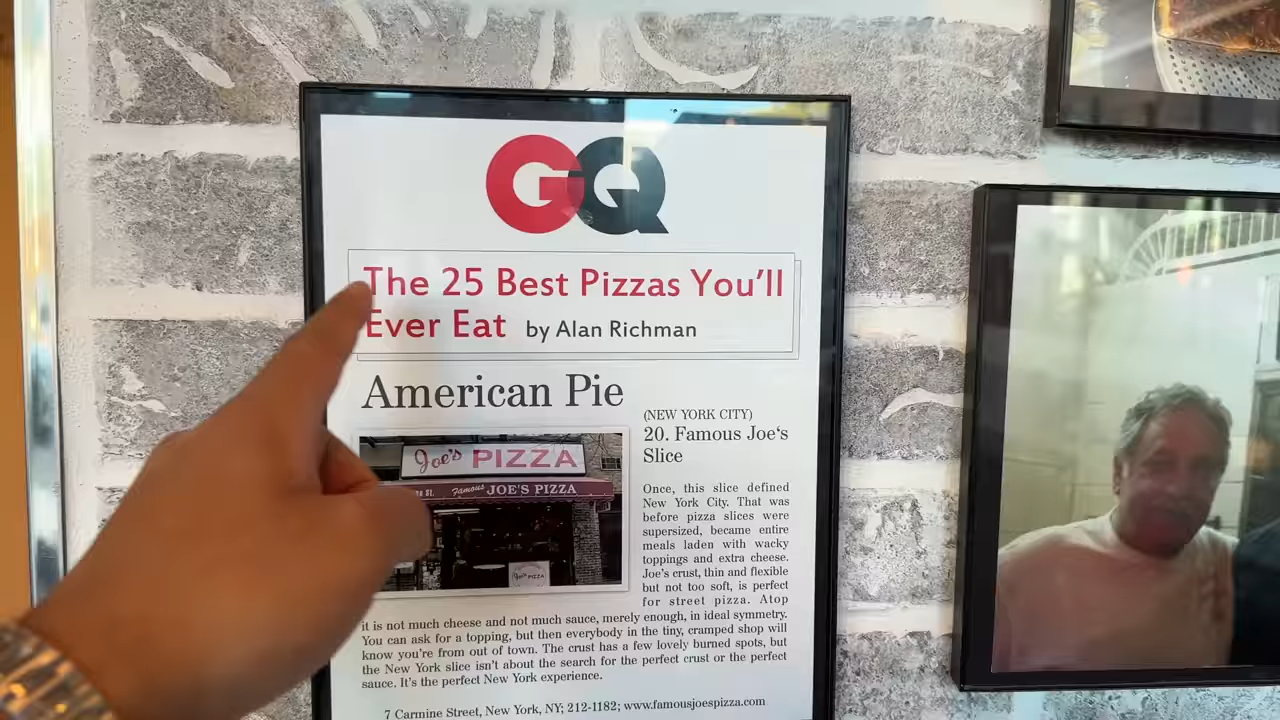 GQ
The 25 Best Pizzas You'll
Ever Eat by Alan Richman
American Pie
Joe's PIZZA
Famous JOE'S PIZZA
Joe's PIZZA
(NEW YORK CITY)
20. Famous Joe‘s
Slice
Once, this slice defined
New York City. That was
before pizza slices were
supersized, became entire
meals laden with wacky
toppings and extra cheese.
Joe's crust, thin and flexible
but not too soft, is perfect
for street pizza. Atop
it is not much cheese and not much sauce, merely enough, in ideal symmetry.
You can ask for a topping, but then everybody in the tiny, cramped shop will
know you're from out of town. The crust has a few lovely burned spots, but
the New York slice isn't about the search for the perfect crust or the perfect
sauce. It's the perfect New York experience.
7 Carmine Street, New York, NY; 212-1182; www.famousjoespizza.com